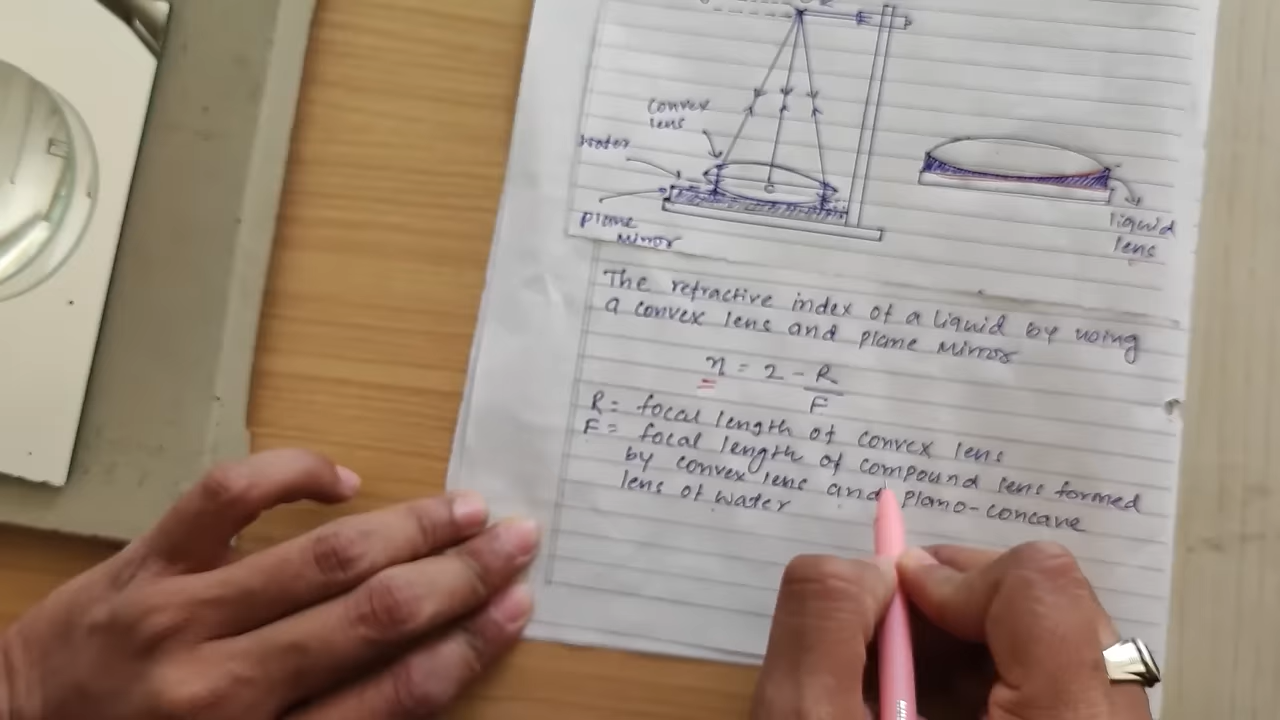 Convex
lens
water
plane
mirror
liquid
lens
The refractive index of a liquid by using
a convex lens and plane mirror
η = 2 - R
F
R = focal length of convex lens
F = focal length of compound lens formed
by convex lens and plano-concave
lens of water